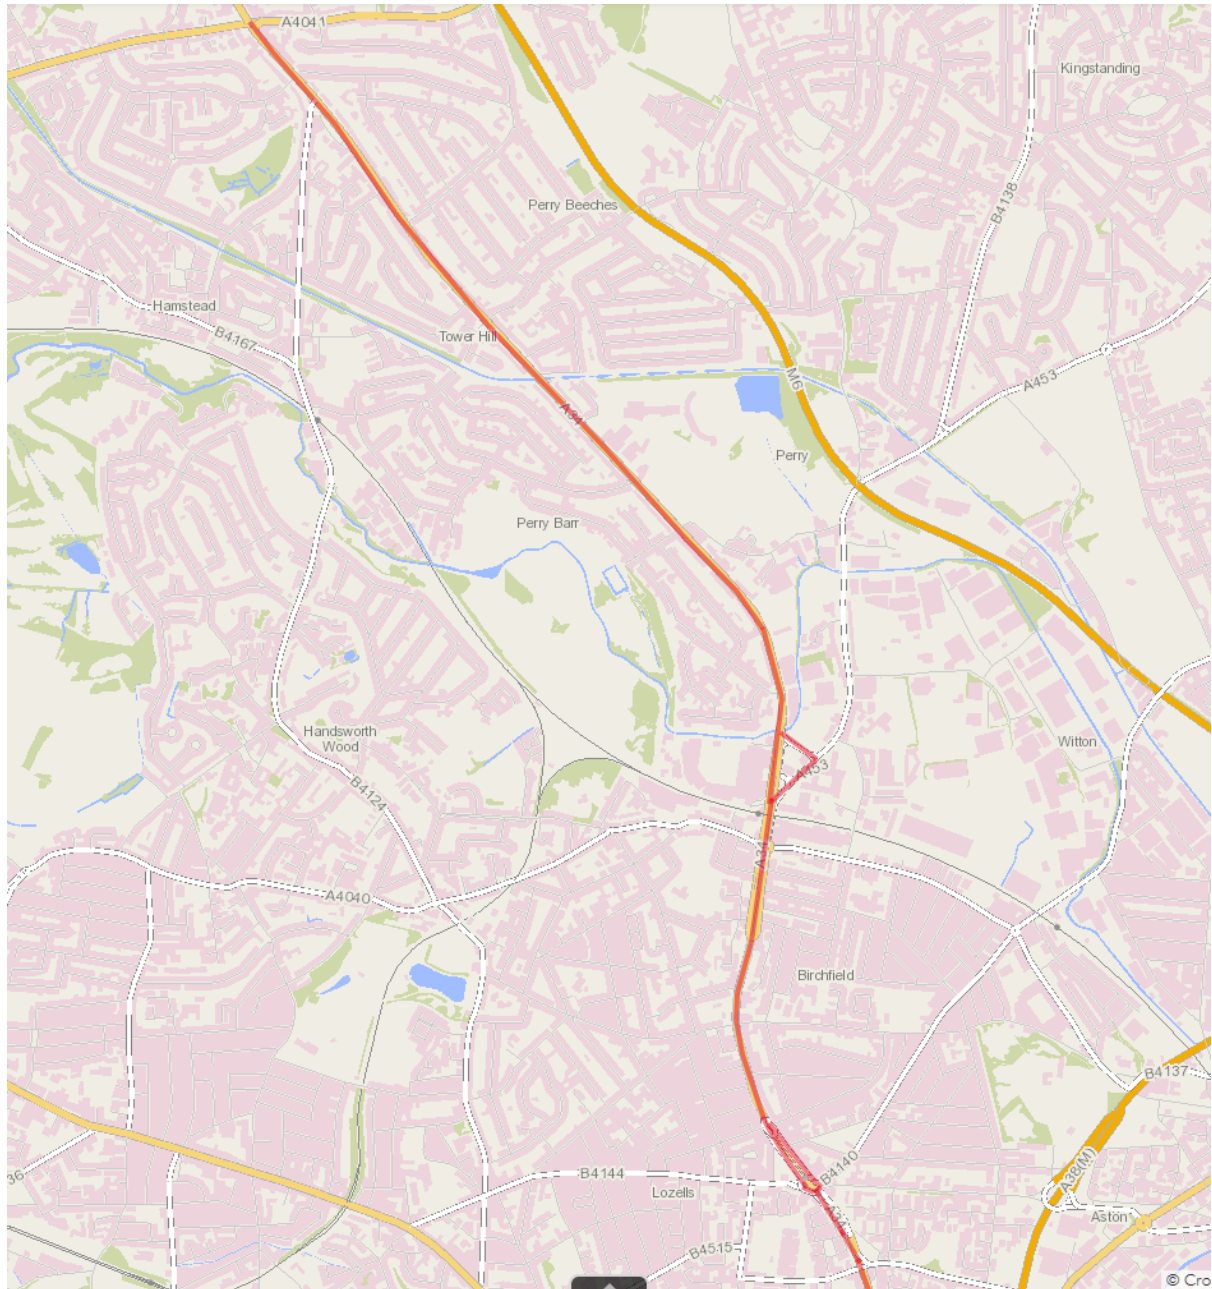 A4041
Kingstanding
B4138
Perry Beeches
Hamstead
B4167
Tower Hill
M6
A453
A34
Perry
Perry Barr
Handsworth
Wood
Witton
A453
B4124
A4040
Birchfield
B4137
B4144
B4140
A38(M)
Lozells
A34
Aston
B4515
© Cro